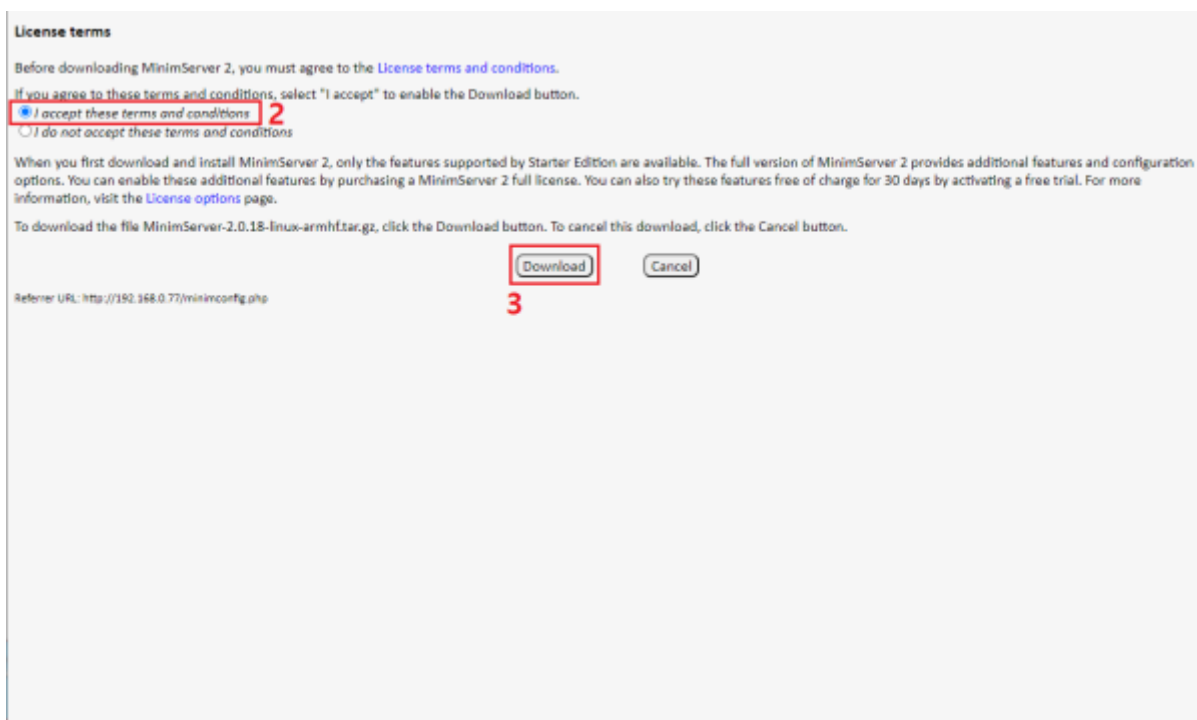 License terms
Before downloading MinimServer 2, you must agree to the License terms and conditions.
If you agree to these terms and conditions, select "I accept" to enable the Download button.
I accept these terms and conditions 2
I do not accept these terms and conditions
When you first download and install MinimServer 2, only the features supported by Starter Edition are available. The full version of MinimServer 2 provides additional features and configuration
options. You can enable these additional features by purchasing a MinimServer 2 full license. You can also try these features free of charge for 30 days by activating a free trial. For more
information, visit the License options page.
To download the file MinimServer-2.0.18-linux-armhf.tar.gz, click the Download button. To cancel this download, click the Cancel button.
Download Cancel
Referrer URL: http://192.168.0.77/minimconfig.php
3